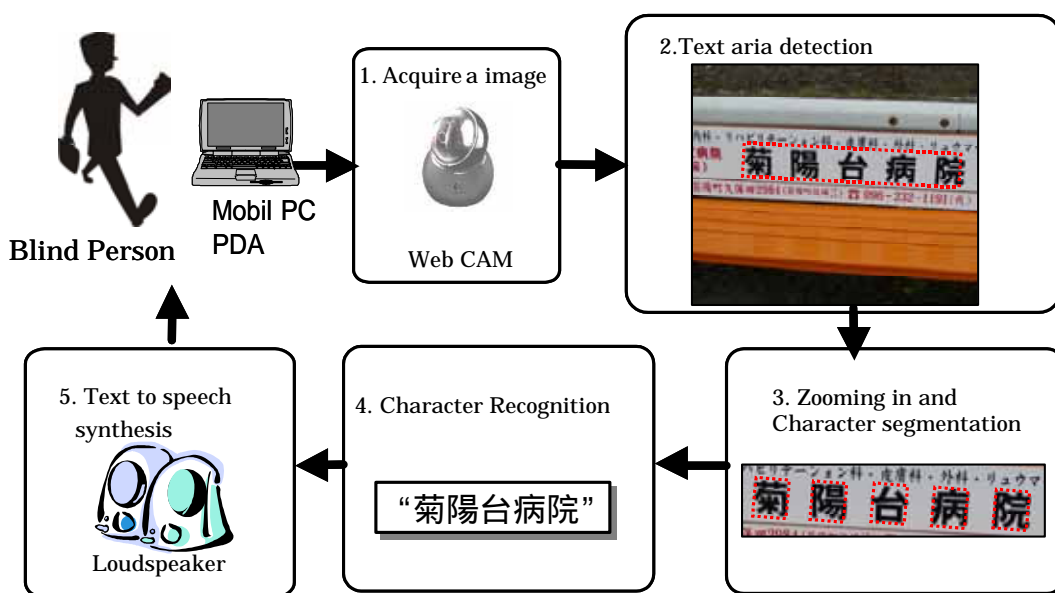 Blind Person
Mobil PC
PDA
1. Acquire a image
Web CAM
2.Text aria detection
菊陽台病院
3. Zooming in and
Character segmentation
菊陽台病院
4. Character Recognition
“菊陽台病院”
5. Text to speech
synthesis
Loudspeaker